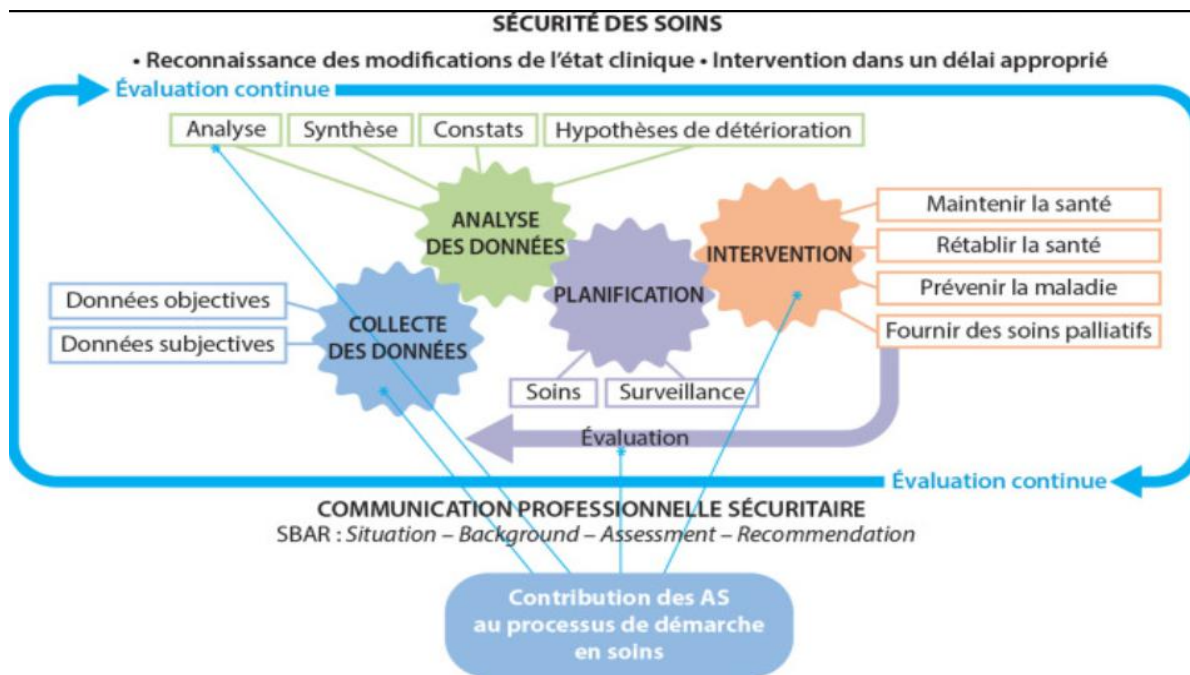 SÉCURITÉ DES SOINS
• Reconnaissance des modifications de l’état clinique • Intervention dans un délai approprié
Évaluation continue
Analyse
Synthèse
Constats
Hypothèses de détérioration
ANALYSE
DES DONNÉES
Maintenir la santé
Rétablir la santé
Prévenir la maladie
Fournir des soins palliatifs
INTERVENTION
PLANIFICATION
Données objectives
Données subjectives
COLLECTE
DES DONNÉES
Soins
Surveillance
Évaluation
Évaluation continue
COMMUNICATION PROFESSIONNELLE SÉCURITAIRE
SBAR : Situation – Background – Assessment – Recommendation
Contribution des AS
au processus de démarche
en soins